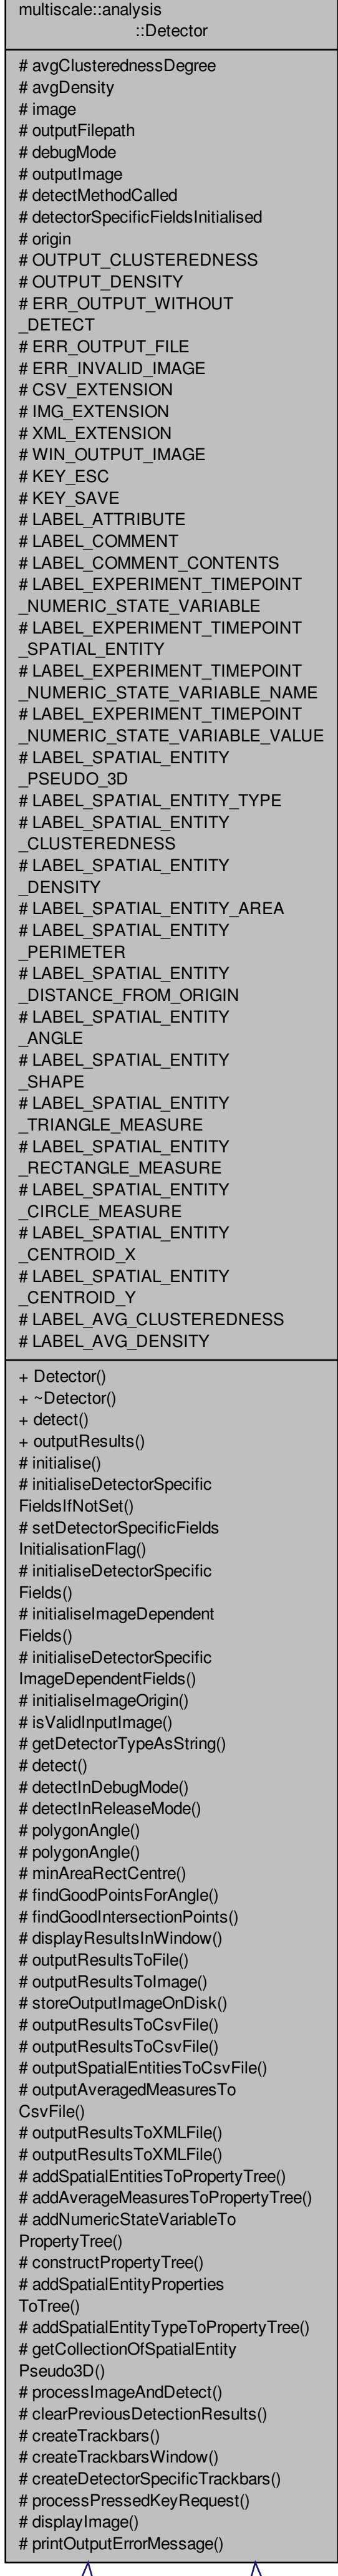 multiscale::analysis
::Detector
# avgClusterednessDegree
# avgDensity
# image
# outputFilepath
# debugMode
# outputImage
# detectMethodCalled
# detectorSpecificFieldsInitialised
# origin
# OUTPUT_CLUSTEREDNESS
# OUTPUT_DENSITY
# ERR_OUTPUT_WITHOUT
_DETECT
# ERR_OUTPUT_FILE
# ERR_INVALID_IMAGE
# CSV_EXTENSION
# IMG_EXTENSION
# XML_EXTENSION
# WIN_OUTPUT_IMAGE
# KEY_ESC
# KEY_SAVE
# LABEL_ATTRIBUTE
# LABEL_COMMENT
# LABEL_COMMENT_CONTENTS
# LABEL_EXPERIMENT_TIMEPOINT
_NUMERIC_STATE_VARIABLE
# LABEL_EXPERIMENT_TIMEPOINT
_SPATIAL_ENTITY
# LABEL_EXPERIMENT_TIMEPOINT
_NUMERIC_STATE_VARIABLE_NAME
# LABEL_EXPERIMENT_TIMEPOINT
_NUMERIC_STATE_VARIABLE_VALUE
# LABEL_SPATIAL_ENTITY
_PSEUDO_3D
# LABEL_SPATIAL_ENTITY_TYPE
# LABEL_SPATIAL_ENTITY
_CLUSTEREDNESS
# LABEL_SPATIAL_ENTITY
_DENSITY
# LABEL_SPATIAL_ENTITY_AREA
# LABEL_SPATIAL_ENTITY
_PERIMETER
# LABEL_SPATIAL_ENTITY
_DISTANCE_FROM_ORIGIN
# LABEL_SPATIAL_ENTITY
_ANGLE
# LABEL_SPATIAL_ENTITY
_SHAPE
# LABEL_SPATIAL_ENTITY
_TRIANGLE_MEASURE
# LABEL_SPATIAL_ENTITY
_RECTANGLE_MEASURE
# LABEL_SPATIAL_ENTITY
_CIRCLE_MEASURE
# LABEL_SPATIAL_ENTITY
_CENTROID_X
# LABEL_SPATIAL_ENTITY
_CENTROID_Y
# LABEL_AVG_CLUSTEREDNESS
# LABEL_AVG_DENSITY
+ Detector()
+ ~Detector()
+ detect()
+ outputResults()
# initialise()
# initialiseDetectorSpecific
FieldsIfNotSet()
# setDetectorSpecificFields
InitialisationFlag()
# initialiseDetectorSpecific
Fields()
# initialiseImageDependent
Fields()
# initialiseDetectorSpecific
ImageDependentFields()
# initialiseImageOrigin()
# isValidInputImage()
# getDetectorTypeAsString()
# detect()
# detectInDebugMode()
# detectInReleaseMode()
# polygonAngle()
# polygonAngle()
# minAreaRectCentre()
# findGoodPointsForAngle()
# findGoodIntersectionPoints()
# displayResultsInWindow()
# outputResultsToFile()
# outputResultsToImage()
# storeOutputImageOnDisk()
# outputResultsToCsvFile()
# outputResultsToCsvFile()
# outputSpatialEntitiesToCsvFile()
# outputAveragedMeasuresTo
CsvFile()
# outputResultsToXMLFile()
# outputResultsToXMLFile()
# addSpatialEntitiesToPropertyTree()
# addAverageMeasuresToPropertyTree()
# addNumericStateVariableTo
PropertyTree()
# constructPropertyTree()
# addSpatialEntityProperties
ToTree()
# addSpatialEntityTypeToPropertyTree()
# getCollectionOfSpatialEntity
Pseudo3D()
# processImageAndDetect()
# clearPreviousDetectionResults()
# createTrackbars()
# createTrackbarsWindow()
# createDetectorSpecificTrackbars()
# processPressedKeyRequest()
# displayImage()
# printOutputErrorMessage()